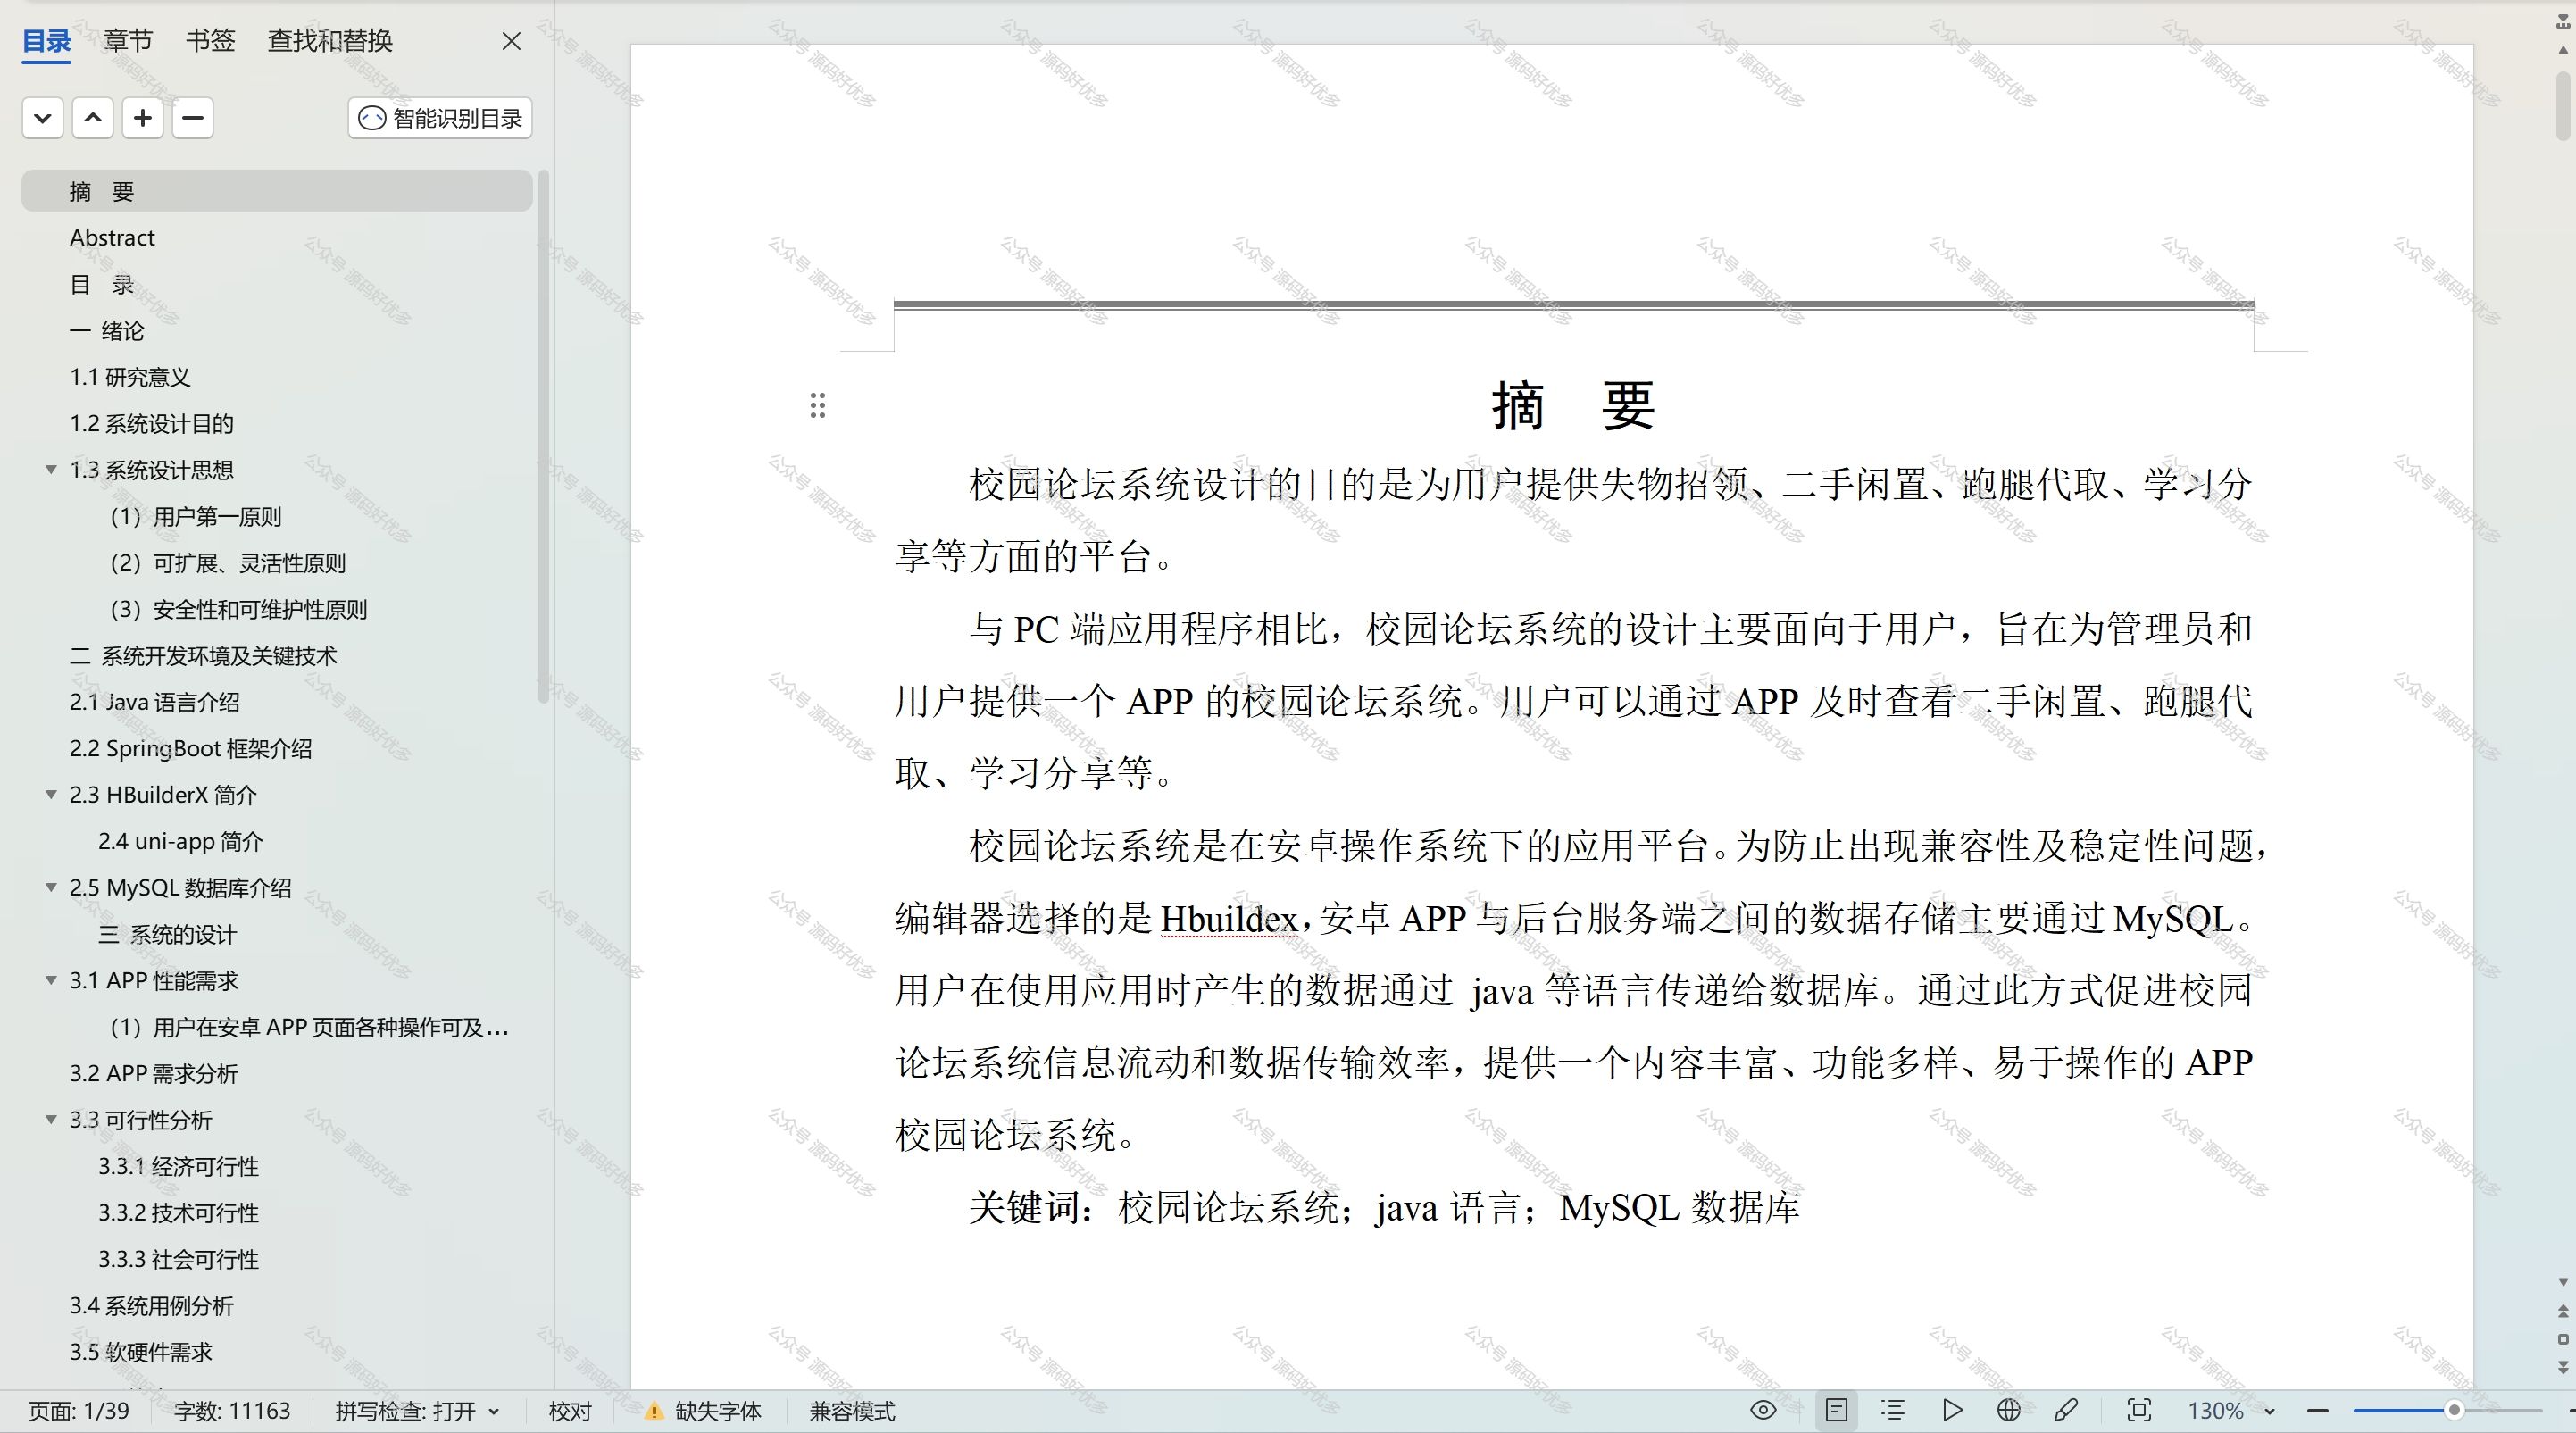 目录 章节 书签 查找和替换
智能识别目录
摘 要
Abstract
目 录
一 绪论
1.1 研究意义
1.2 系统设计目的
1.3 系统设计思想
（1）用户第一原则
（2）可扩展、灵活性原则
（3）安全性和可维护性原则
二 系统开发环境及关键技术
2.1 Java 语言介绍
2.2 SpringBoot 框架介绍
2.3 HBuilderX 简介
2.4 uni-app 简介
2.5 MySQL 数据库介绍
三 系统的设计
3.1 APP 性能需求
（1）用户在安卓 APP 页面各种操作可及...
3.2 APP 需求分析
3.3 可行性分析
3.3.1 经济可行性
3.3.2 技术可行性
3.3.3 社会可行性
3.4 系统用例分析
3.5 软硬件需求
摘 要
校园论坛系统设计的目的是为用户提供失物招领、二手闲置、跑腿代取、学习分
享等方面的平台。
与 PC 端应用程序相比，校园论坛系统的设计主要面向于用户，旨在为管理员和
用户提供一个 APP 的校园论坛系统。用户可以通过 APP 及时查看二手闲置、跑腿代
取、学习分享等。
校园论坛系统是在安卓操作系统下的应用平台。为防止出现兼容性及稳定性问题，
编辑器选择的是 Hbuildex，安卓 APP 与后台服务端之间的数据存储主要通过 MySQL。
用户在使用应用时产生的数据通过 java 等语言传递给数据库。通过此方式促进校园
论坛系统信息流动和数据传输效率，提供一个内容丰富、功能多样、易于操作的 APP
校园论坛系统。
关键词：校园论坛系统；java 语言；MySQL 数据库
页面: 1/39 字数: 11163 拼写检查: 打开 校对 缺失字体 兼容模式 130%
公众号 源码好优多